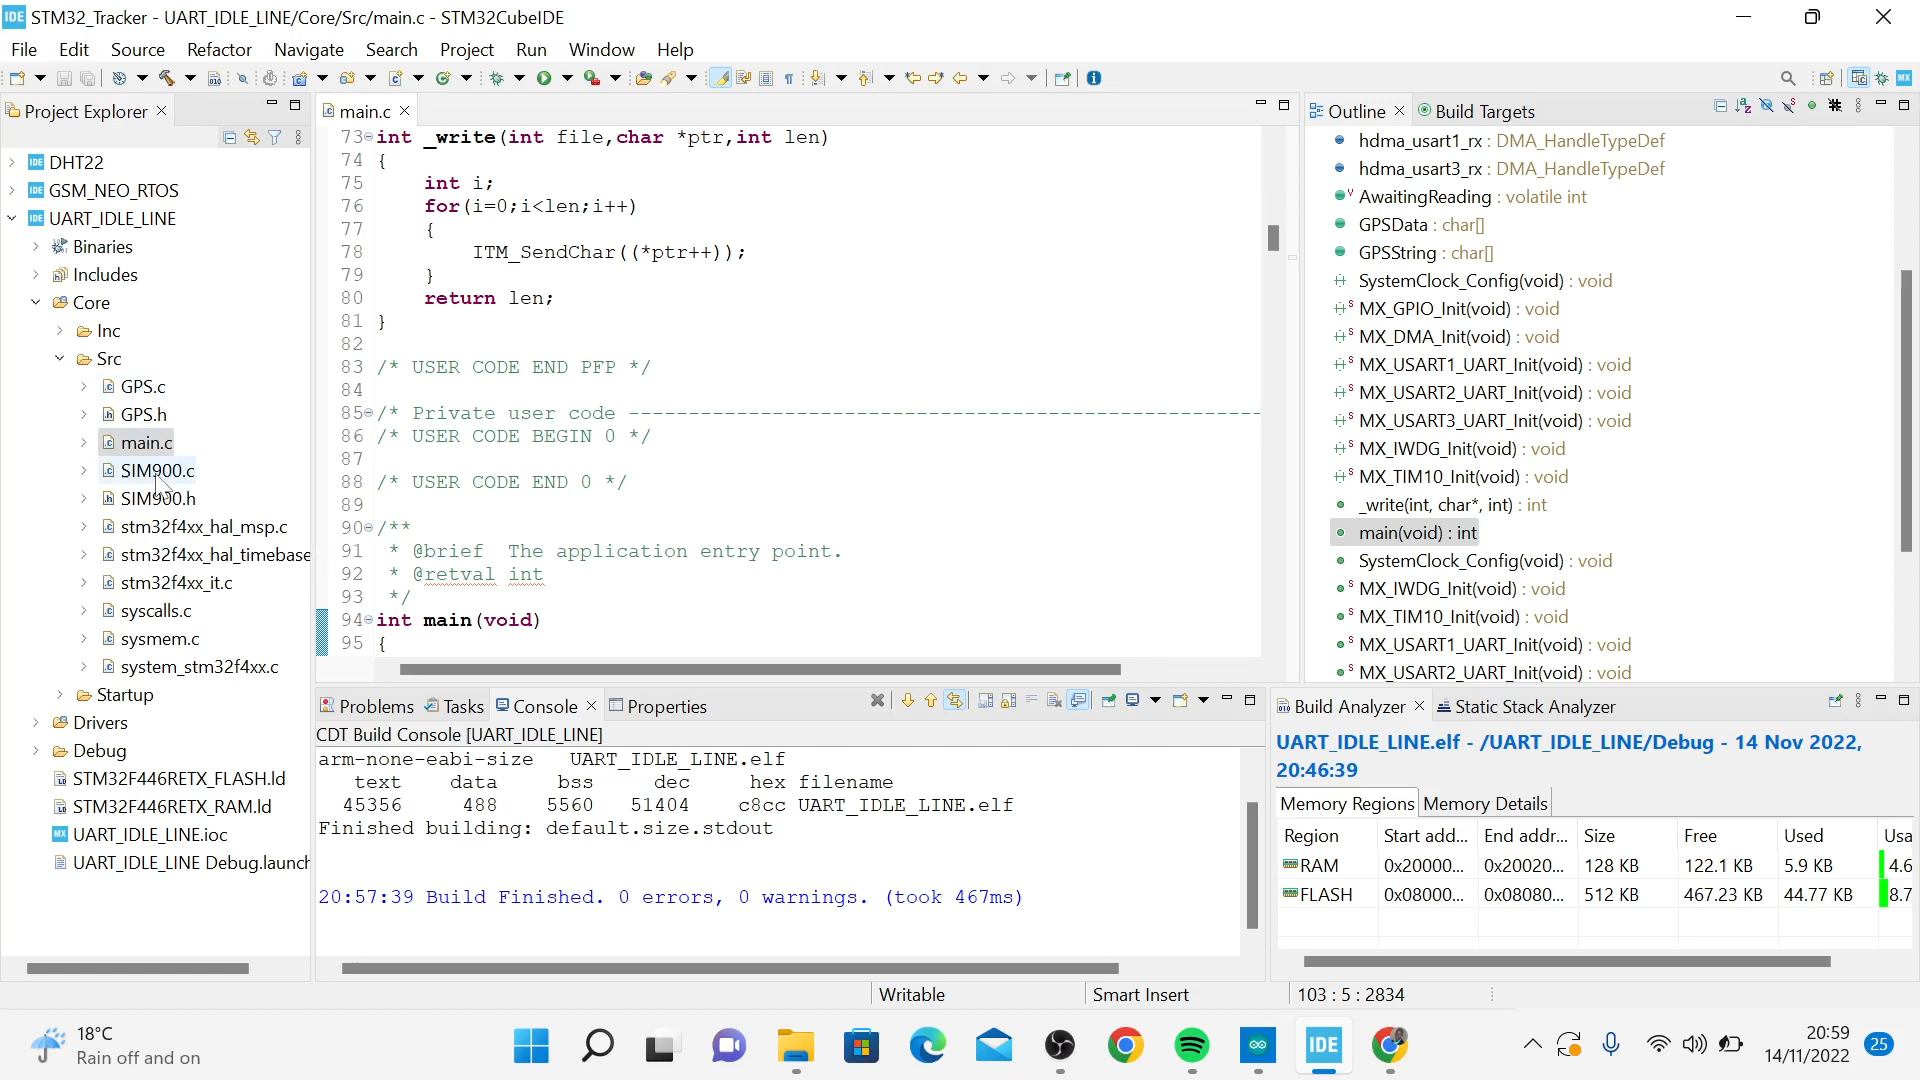 IDE STM32_Tracker - UART_IDLE_LINE/Core/Src/main.c - STM32CubeIDE
File Edit Source Refactor Navigate Search Project Run Window Help
Project Explorer
DHT22
GSM_NEO_RTOS
UART_IDLE_LINE
Binaries
Includes
Core
Inc
Src
GPS.c
GPS.h
main.c
SIM900.c
SIM900.h
stm32f4xx_hal_msp.c
stm32f4xx_hal_timebase
stm32f4xx_it.c
syscalls.c
sysmem.c
system_stm32f4xx.c
Startup
Drivers
Debug
STM32F446RETX_FLASH.ld
STM32F446RETX_RAM.ld
UART_IDLE_LINE.ioc
UART_IDLE_LINE Debug.launch
main.c
73 int _write(int file,char *ptr,int len)
74 {
75 int i;
76 for(i=0;i<len;i++)
77 {
78 ITM_SendChar((*ptr++));
79 }
80 return len;
81 }
82
83 /* USER CODE END PFP */
84
85 /* Private user code ---------------------------------------------------------
86 /* USER CODE BEGIN 0 */
87
88 /* USER CODE END 0 */
89
90 /**
91 * @brief The application entry point.
92 * @retval int
93 */
94 int main(void)
95 {
Outline Build Targets
hdma_usart1_rx : DMA_HandleTypeDef
hdma_usart3_rx : DMA_HandleTypeDef
AwaitingReading : volatile int
GPSData : char[]
GPSString : char[]
SystemClock_Config(void) : void
MX_GPIO_Init(void) : void
MX_DMA_Init(void) : void
MX_USART1_UART_Init(void) : void
MX_USART2_UART_Init(void) : void
MX_USART3_UART_Init(void) : void
MX_IWDG_Init(void) : void
MX_TIM10_Init(void) : void
_write(int, char*, int) : int
main(void) : int
SystemClock_Config(void) : void
MX_IWDG_Init(void) : void
MX_TIM10_Init(void) : void
MX_USART1_UART_Init(void) : void
MX_USART2_UART_Init(void) : void
Problems Tasks Console Properties
CDT Build Console [UART_IDLE_LINE]
arm-none-eabi-size UART_IDLE_LINE.elf
text data bss dec hex filename
45356 488 5560 51404 c8cc UART_IDLE_LINE.elf
Finished building: default.size.stdout
20:57:39 Build Finished. 0 errors, 0 warnings. (took 467ms)
Build Analyzer Static Stack Analyzer
UART_IDLE_LINE.elf - /UART_IDLE_LINE/Debug - 14 Nov 2022,
20:46:39
Memory Regions Memory Details
Region Start add... End addr... Size Free Used Usa
RAM 0x20000... 0x20020... 128 KB 122.1 KB 5.9 KB 4.6
FLASH 0x08000... 0x08080... 512 KB 467.23 KB 44.77 KB 8.7
Writable Smart Insert 103 : 5 : 2834
18°C
Rain off and on
IDE
20:59
14/11/2022
25